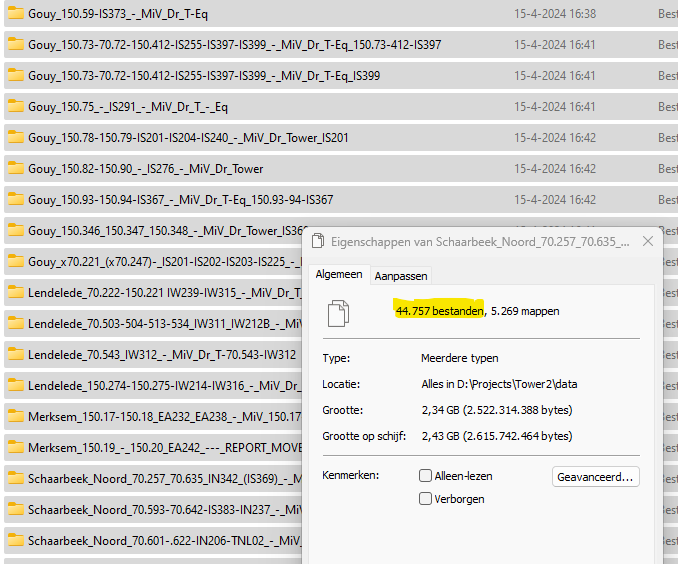 Gouy_150.59-IS373_-_MiV_Dr_T-Eq 15-4-2024 16:38 Best
Gouy_150.73-70.72-150.412-IS255-IS397-IS399_-_MiV_Dr_T-Eq_150.73-412-IS397 15-4-2024 16:41 Best
Gouy_150.73-70.72-150.412-IS255-IS397-IS399_-_MiV_Dr_T-Eq_IS399 15-4-2024 16:41 Best
Gouy_150.75_-_IS291_-_MiV_Dr_T_-_Eq 15-4-2024 16:41 Best
Gouy_150.78-150.79-IS201-IS204-IS240_-_MiV_Dr_Tower_IS201 15-4-2024 16:42 Best
Gouy_150.82-150.90_-_IS276_-_MiV_Dr_Tower 15-4-2024 16:42 Best
Gouy_150.93-150.94-IS367_-_MiV_Dr_T-Eq_150.93-94-IS367 15-4-2024 16:42 Best
Gouy_150.346_150.347_150.348_-_MiV_Dr_Tower_IS36
Gouy_x70.221_(x70.247)-_IS201-IS202-IS203-IS225_-_
Lendelede_70.222-150.221 IW239-IW315_-_MiV_Dr_T_
Lendelede_70.503-504-513-534_IW311_IW212B_-_MiV_
Lendelede_70.543_IW312_-_MiV_Dr_T-70.543-IW312
Lendelede_150.274-150.275-IW214-IW316_-_MiV_Dr_T_
Merksem_150.17-150.18_EA232_EA238_-_MiV_150.17
Merksem_150.19_-_150.20_EA242_---_REPORT_MOVE
Schaarbeek_Noord_70.257_70.635_IN342_(IS369)_-_M
Schaarbeek_Noord_70.593-70.642-IS383-IN237_-_MiV_
Schaarbeek_Noord_70.601-.622-IN206-TNL02_-_MiV_
Eigenschappen van Schaarbeek_Noord_70.257_70.635_...
Algemeen Aanpassen
44.757 bestanden, 5.269 mappen
Type: Meerdere typen
Locatie: Alles in D:\Projects\Tower2\data
Grootte: 2,34 GB (2.522.314.388 bytes)
Grootte op schijf: 2,43 GB (2.615.742.464 bytes)
Kenmerken: Alleen-lezen Geavanceerd...
Verborgen